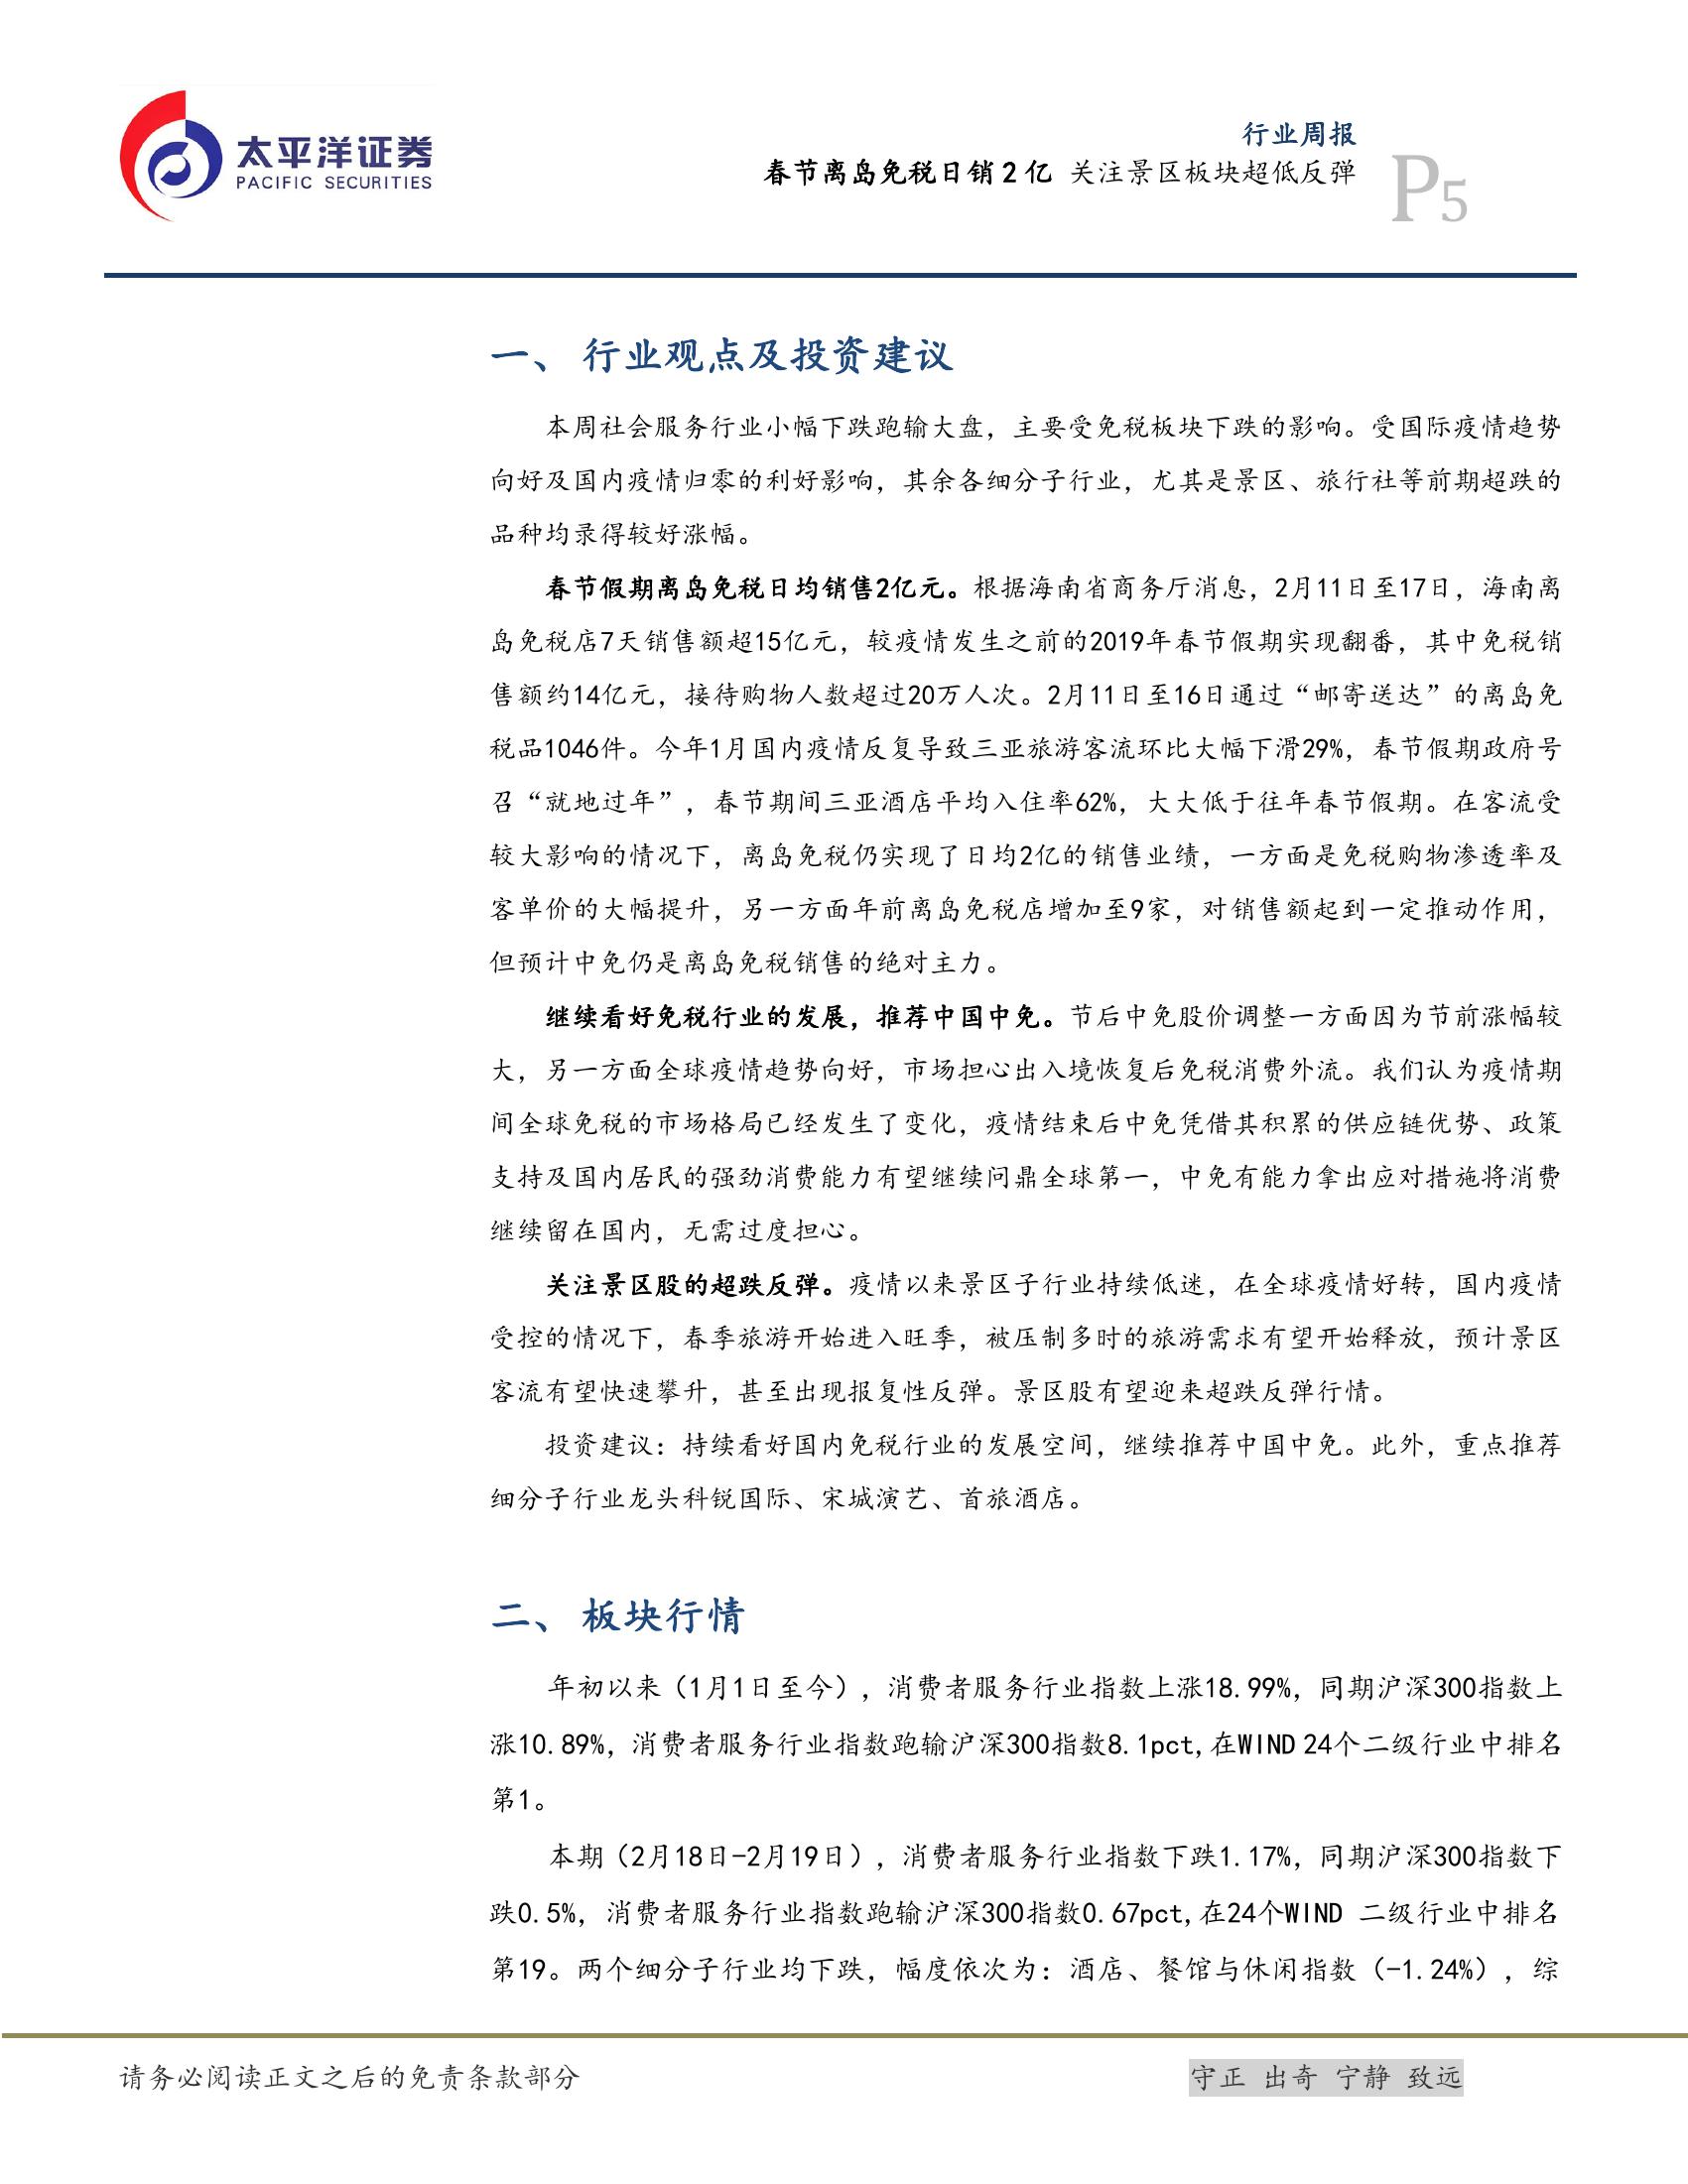 太平洋证券
PACIFIC SECURITIES
行业周报
春节离岛免税日销2亿 关注景区板块超低反弹
P5
一、 行业观点及投资建议
本周社会服务行业小幅下跌跑输大盘，主要受免税板块下跌的影响。受国际疫情趋势
向好及国内疫情归零的利好影响，其余各细分子行业，尤其是景区、旅行社等前期超跌的
品种均录得较好涨幅。
春节假期离岛免税日均销售2亿元。根据海南省商务厅消息，2月11日至17日，海南离
岛免税店7天销售额超15亿元，较疫情发生之前的2019年春节假期实现翻番，其中免税销
售额约14亿元，接待购物人数超过20万人次。2月11日至16日通过“邮寄送达”的离岛免
税品1046件。今年1月国内疫情反复导致三亚旅游客流环比大幅下滑29%，春节假期政府号
召“就地过年”，春节期间三亚酒店平均入住率62%，大大低于往年春节假期。在客流受
较大影响的情况下，离岛免税仍实现了日均2亿的销售业绩，一方面是免税购物渗透率及
客单价的大幅提升，另一方面年前离岛免税店增加至9家，对销售额起到一定推动作用，
但预计中免仍是离岛免税销售的绝对主力。
继续看好免税行业的发展，推荐中国中免。节后中免股价调整一方面因为节前涨幅较
大，另一方面全球疫情趋势向好，市场担心出入境恢复后免税消费外流。我们认为疫情期
间全球免税的市场格局已经发生了变化，疫情结束后中免凭借其积累的供应链优势、政策
支持及国内居民的强劲消费能力有望继续问鼎全球第一，中免有能力拿出应对措施将消费
继续留在国内，无需过度担心。
关注景区股的超跌反弹。疫情以来景区子行业持续低迷，在全球疫情好转，国内疫情
受控的情况下，春季旅游开始进入旺季，被压制多时的旅游需求有望开始释放，预计景区
客流有望快速攀升，甚至出现报复性反弹。景区股有望迎来超跌反弹行情。
投资建议：持续看好国内免税行业的发展空间，继续推荐中国中免。此外，重点推荐
细分子行业龙头科锐国际、宋城演艺、首旅酒店。
二、 板块行情
年初以来（1月1日至今），消费者服务行业指数上涨18.99%，同期沪深300指数上
涨10.89%，消费者服务行业指数跑输沪深300指数8.1pct,在WIND 24个二级行业中排名
第1。
本期（2月18日-2月19日），消费者服务行业指数下跌1.17%，同期沪深300指数下
跌0.5%，消费者服务行业指数跑输沪深300指数0.67pct,在24个WIND 二级行业中排名
第19。两个细分子行业均下跌，幅度依次为：酒店、餐馆与休闲指数（-1.24%），综
请务必阅读正文之后的免责条款部分
守正 出奇 宁静 致远